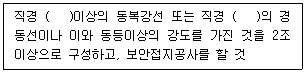 직경 (   )이상의 동복강선 또는 직경 (   )의 경
동선이나 이와 동등이상의 강도를 가진 것을 2조
이상으로 구성하고, 보안접지공사를 할 것